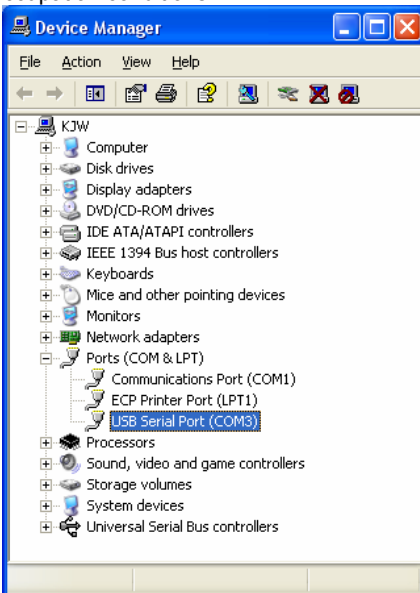 Device Manager
File Action View Help
KJW
Computer
Disk drives
Display adapters
DVD/CD-ROM drives
IDE ATA/ATAPI controllers
IEEE 1394 Bus host controllers
Keyboards
Mice and other pointing devices
Monitors
Network adapters
Ports (COM & LPT)
Communications Port (COM1)
ECP Printer Port (LPT1)
USB Serial Port (COM3)
Processors
Sound, video and game controllers
Storage volumes
System devices
Universal Serial Bus controllers